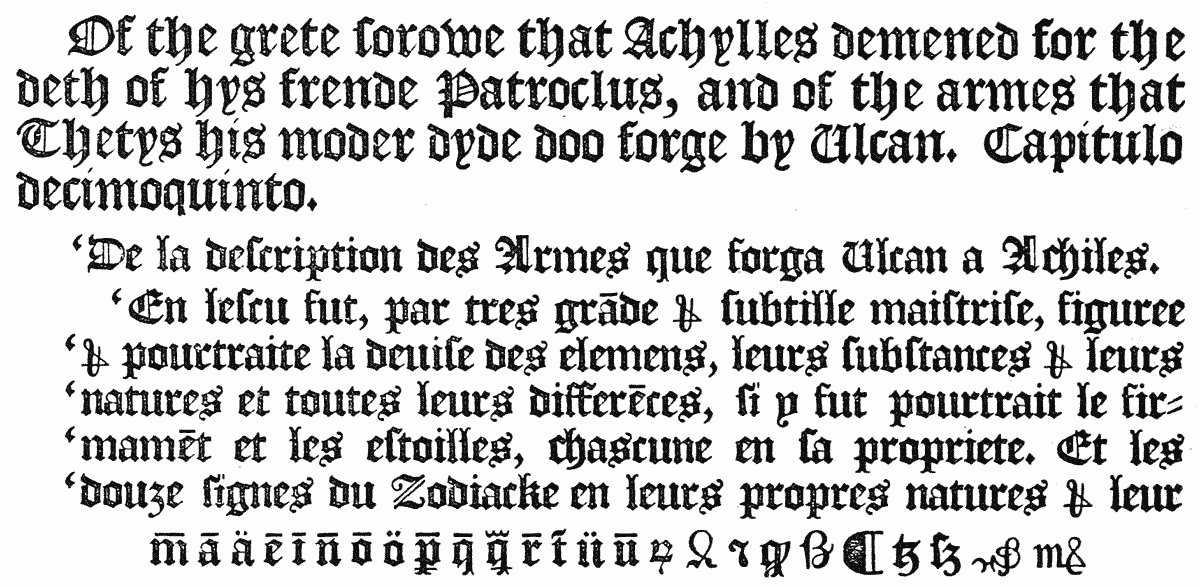 Of the grete ſorowe that Achylles demened for the
deth of hys frende Patroclus, and of the armes that
Thetys his moder dyde doo forge by Ulcan. Capitulo
decimoquinto.
‘De la deſcription des Armes que forga Ulcan a Achiles.
‘En leſcu fut, par tres grāde ⁊ ſubtille maiſtriſe, figuree
‘⁊ pourtraite la deuiſe des elemens, leurs ſubſtances ⁊ leurs
‘natures et toutes leurs differēces, ſi y fut pourtrait le fir⸗
‘mamēt et les eſtoilles, chascune en ſa propriete. Et les
‘douze ſignes du Zodiacke en leurs propres natures ⁊ leur
m̄ ā ä ē ī n̄ ō ö p̄ q̄ r̄ ü ū